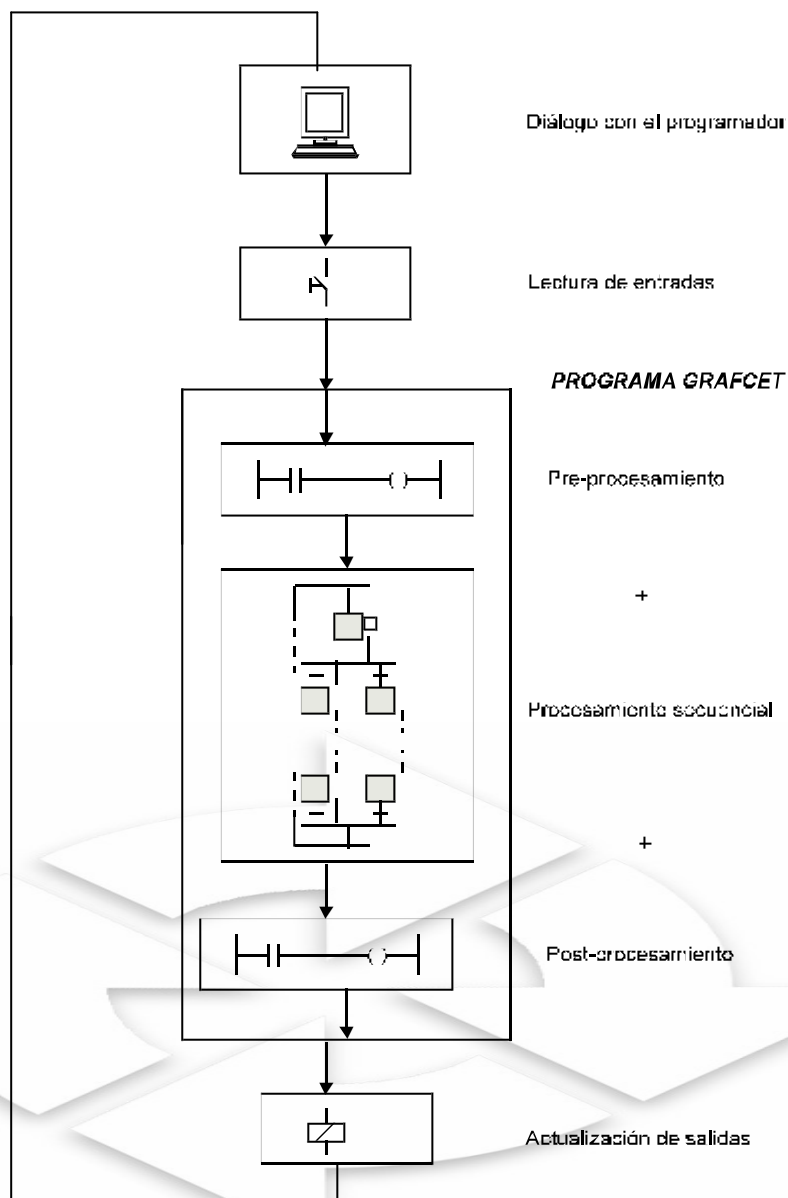 Diálogo con el programador
Lectura de entradas
PROGRAMA GRAFCET
Pre-procesamiento
+
Procesamiento secuencial
+
Post-procesamiento
Actualización de salidas